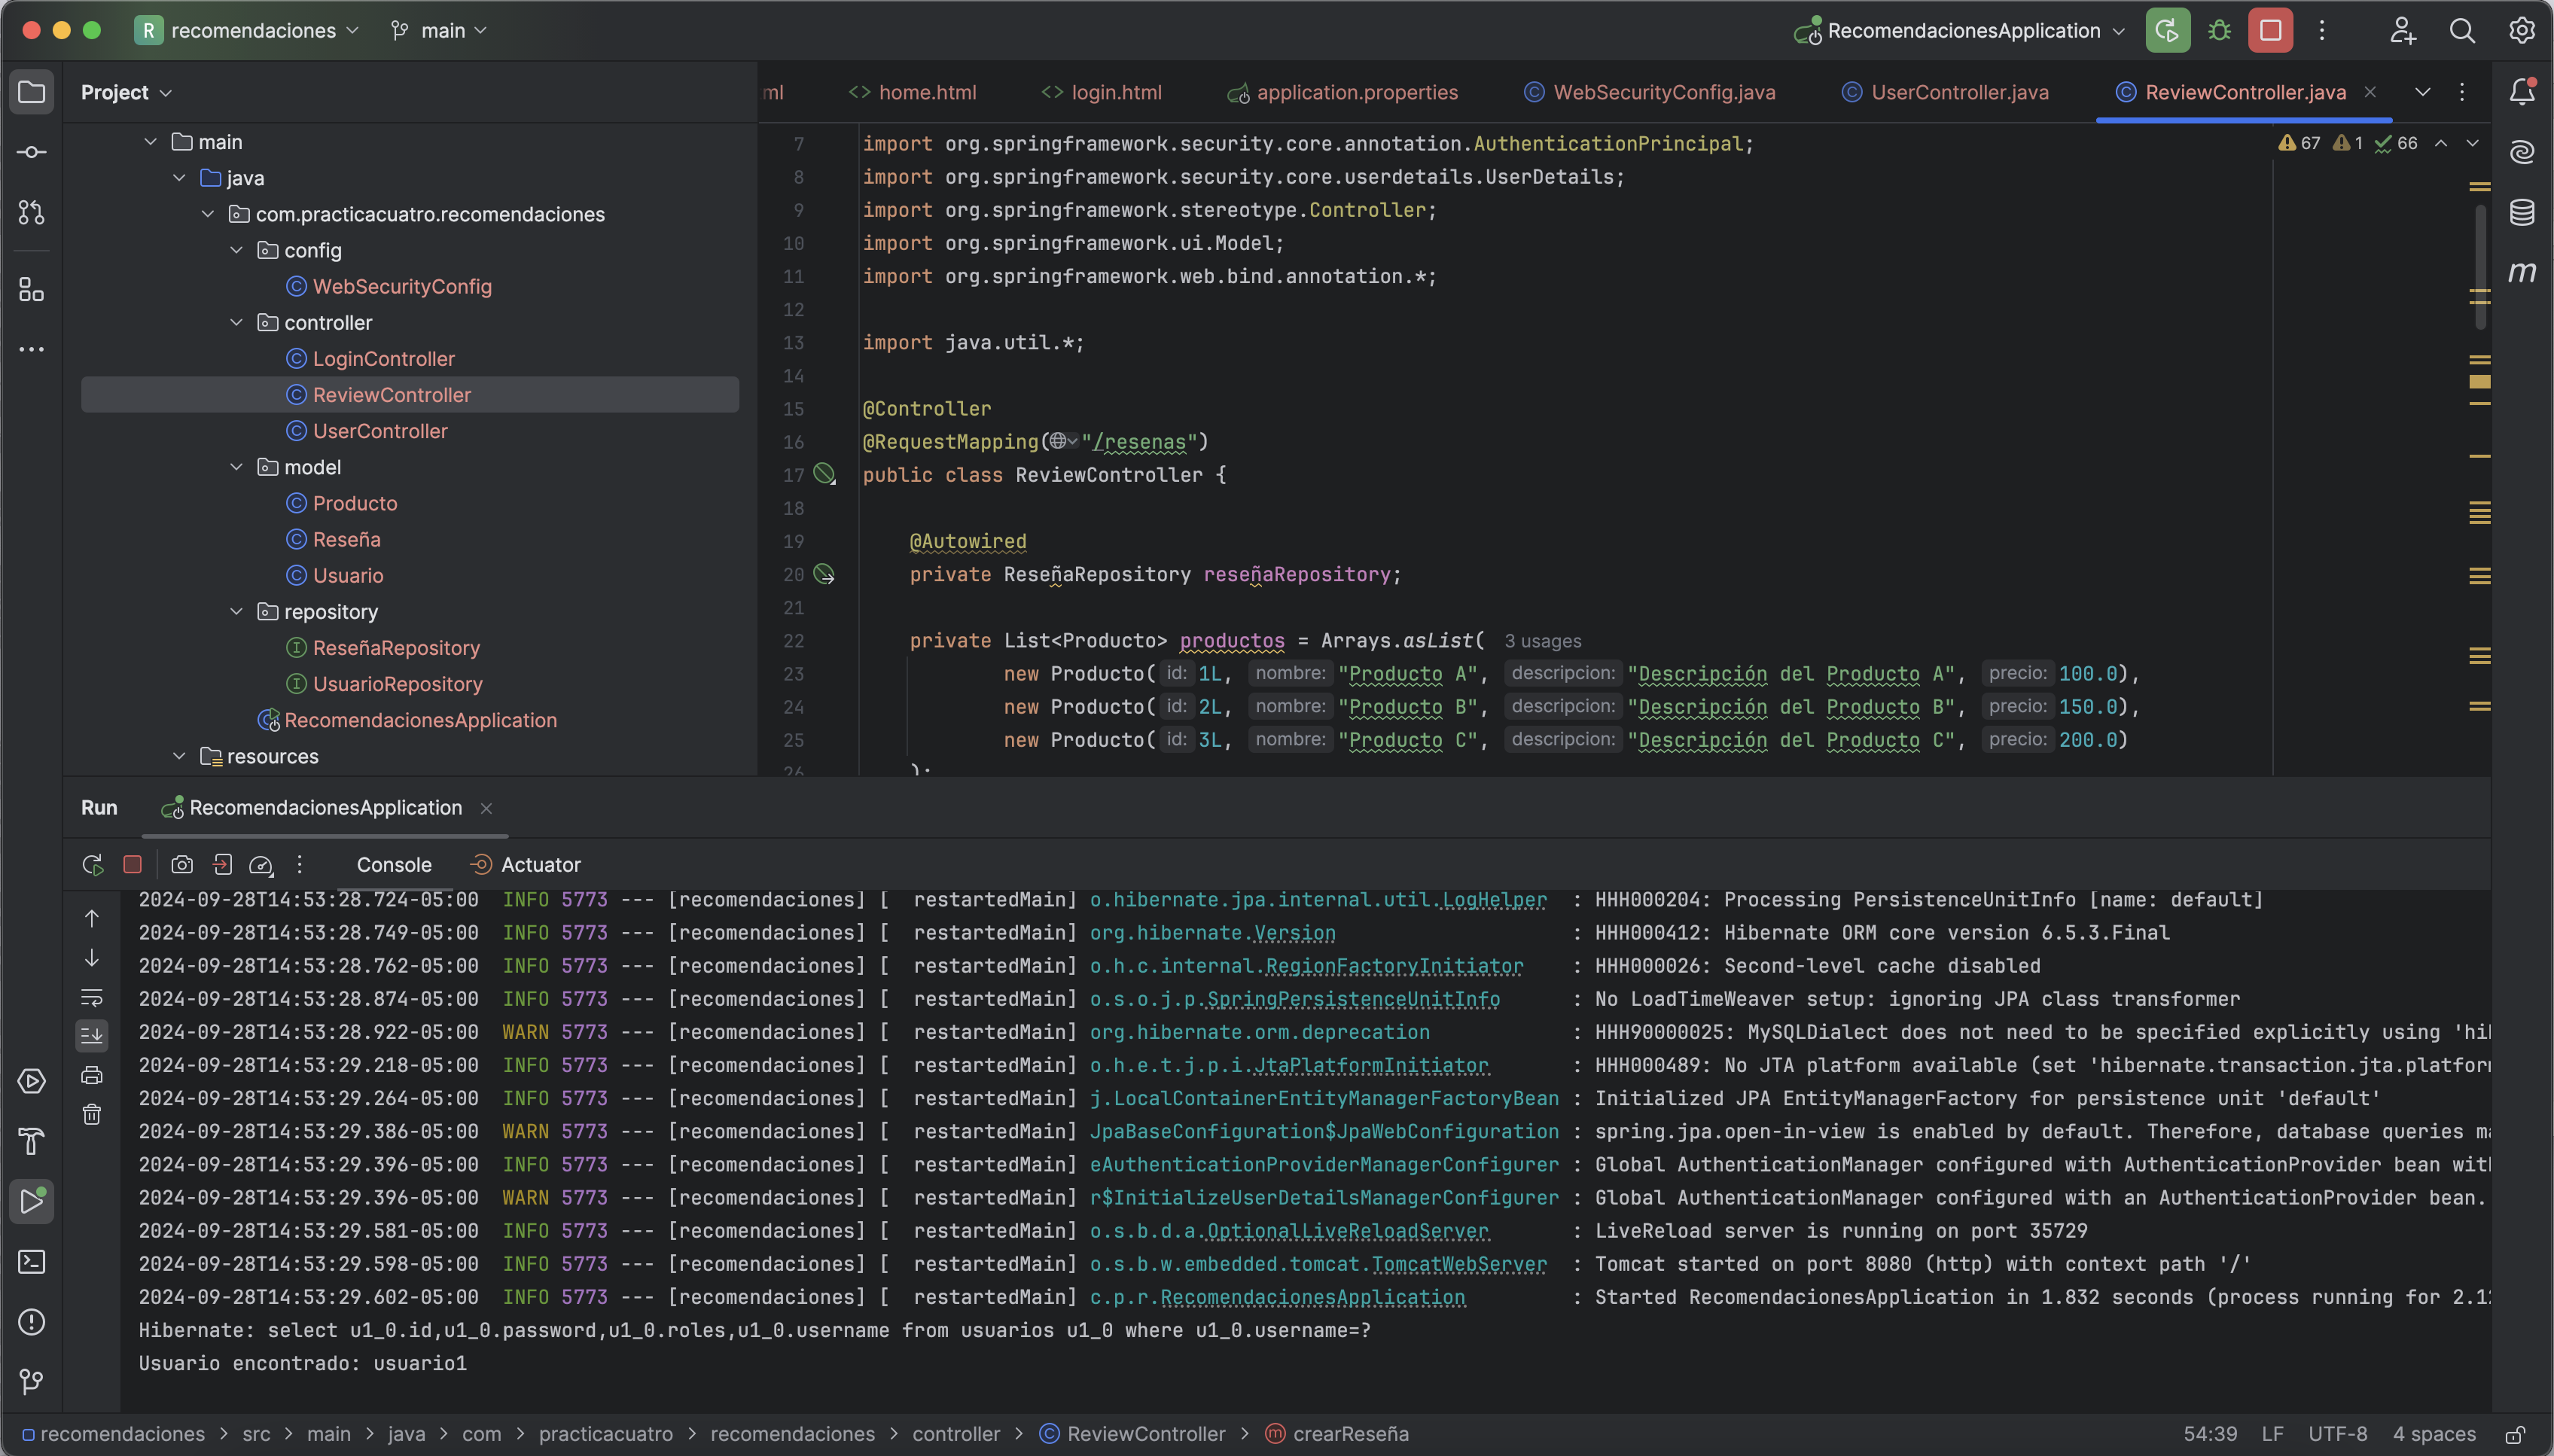 R recomendaciones main RecomendacionesApplication
Project
main
java
com.practicacuatro.recomendaciones
config
WebSecurityConfig
controller
LoginController
ReviewController
UserController
model
Producto
Reseña
Usuario
repository
ReseñaRepository
UsuarioRepository
RecomendacionesApplication
resources
ml home.html login.html application.properties WebSecurityConfig.java UserController.java ReviewController.java
67 1 66
7 import org.springframework.security.core.annotation.AuthenticationPrincipal;
8 import org.springframework.security.core.userdetails.UserDetails;
9 import org.springframework.stereotype.Controller;
10 import org.springframework.ui.Model;
11 import org.springframework.web.bind.annotation.*;
12
13 import java.util.*;
14
15 @Controller
16 @RequestMapping("/resenas")
17 public class ReviewController {
18
19 @Autowired
20 private ReseñaRepository reseñaRepository;
21
22 private List<Producto> productos = Arrays.asList( 3 usages
23 new Producto( id: 1L, nombre: "Producto A", descripcion: "Descripción del Producto A", precio: 100.0),
24 new Producto( id: 2L, nombre: "Producto B", descripcion: "Descripción del Producto B", precio: 150.0),
25 new Producto( id: 3L, nombre: "Producto C", descripcion: "Descripción del Producto C", precio: 200.0)
26 );
Run RecomendacionesApplication
Console Actuator
2024-09-28T14:53:28.724-05:00 INFO 5773 --- [recomendaciones] [ restartedMain] o.hibernate.jpa.internal.util.LogHelper : HHH000204: Processing PersistenceUnitInfo [name: default]
2024-09-28T14:53:28.749-05:00 INFO 5773 --- [recomendaciones] [ restartedMain] org.hibernate.Version : HHH000412: Hibernate ORM core version 6.5.3.Final
2024-09-28T14:53:28.762-05:00 INFO 5773 --- [recomendaciones] [ restartedMain] o.h.c.internal.RegionFactoryInitiator : HHH000026: Second-level cache disabled
2024-09-28T14:53:28.874-05:00 INFO 5773 --- [recomendaciones] [ restartedMain] o.s.o.j.p.SpringPersistenceUnitInfo : No LoadTimeWeaver setup: ignoring JPA class transformer
2024-09-28T14:53:28.922-05:00 WARN 5773 --- [recomendaciones] [ restartedMain] org.hibernate.orm.deprecation : HHH90000025: MySQLDialect does not need to be specified explicitly using 'hi
2024-09-28T14:53:29.218-05:00 INFO 5773 --- [recomendaciones] [ restartedMain] o.h.e.t.j.p.i.JtaPlatformInitiator : HHH000489: No JTA platform available (set 'hibernate.transaction.jta.platfor
2024-09-28T14:53:29.264-05:00 INFO 5773 --- [recomendaciones] [ restartedMain] j.LocalContainerEntityManagerFactoryBean : Initialized JPA EntityManagerFactory for persistence unit 'default'
2024-09-28T14:53:29.386-05:00 WARN 5773 --- [recomendaciones] [ restartedMain] JpaBaseConfiguration$JpaWebConfiguration : spring.jpa.open-in-view is enabled by default. Therefore, database queries m
2024-09-28T14:53:29.396-05:00 INFO 5773 --- [recomendaciones] [ restartedMain] eAuthenticationProviderManagerConfigurer : Global AuthenticationManager configured with AuthenticationProvider bean wit
2024-09-28T14:53:29.396-05:00 WARN 5773 --- [recomendaciones] [ restartedMain] r$InitializeUserDetailsManagerConfigurer : Global AuthenticationManager configured with an AuthenticationProvider bean.
2024-09-28T14:53:29.581-05:00 INFO 5773 --- [recomendaciones] [ restartedMain] o.s.b.d.a.OptionalLiveReloadServer : LiveReload server is running on port 35729
2024-09-28T14:53:29.598-05:00 INFO 5773 --- [recomendaciones] [ restartedMain] o.s.b.w.embedded.tomcat.TomcatWebServer : Tomcat started on port 8080 (http) with context path '/'
2024-09-28T14:53:29.602-05:00 INFO 5773 --- [recomendaciones] [ restartedMain] c.p.r.RecomendacionesApplication : Started RecomendacionesApplication in 1.832 seconds (process running for 2.12
Hibernate: select u1_0.id,u1_0.password,u1_0.roles,u1_0.username from usuarios u1_0 where u1_0.username=?
Usuario encontrado: usuario1
recomendaciones > src > main > java > com > practicacuatro > recomendaciones > controller > ReviewController > crearReseña 54:39 LF UTF-8 4 spaces